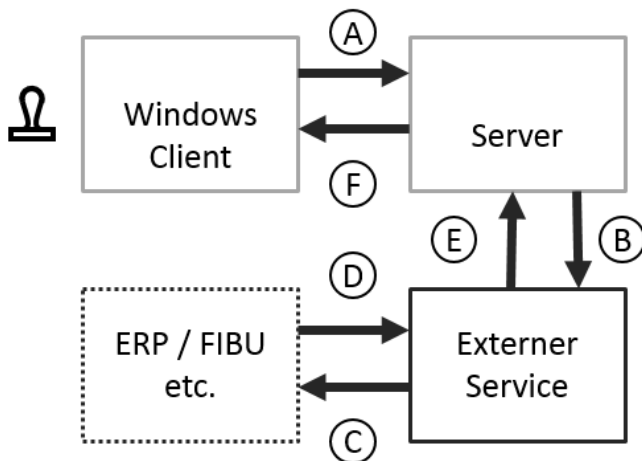 A
Windows
Client
Server
F
E
B
D
ERP / FIBU
etc.
Externer
Service
C